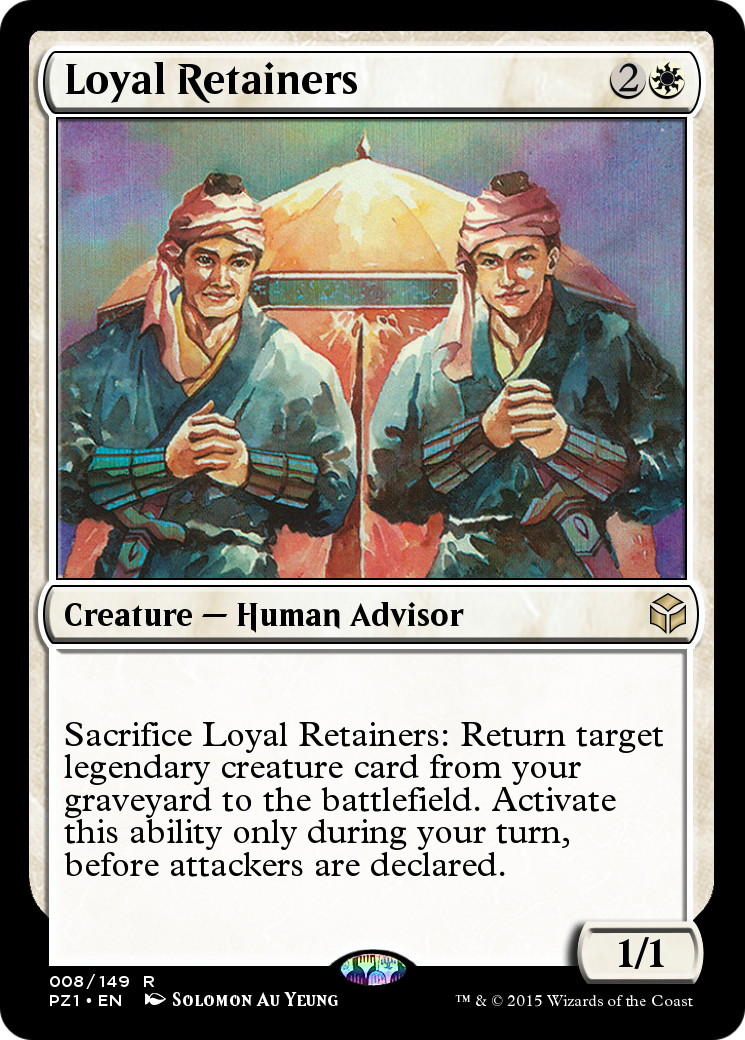 Loyal Retainers 2
Creature — Human Advisor
Sacrifice Loyal Retainers: Return target
legendary creature card from your
graveyard to the battlefield. Activate
this ability only during your turn,
before attackers are declared.
1/1
008/149 R
PZ1 • EN Solomon Au Yeung
™ & © 2015 Wizards of the Coast